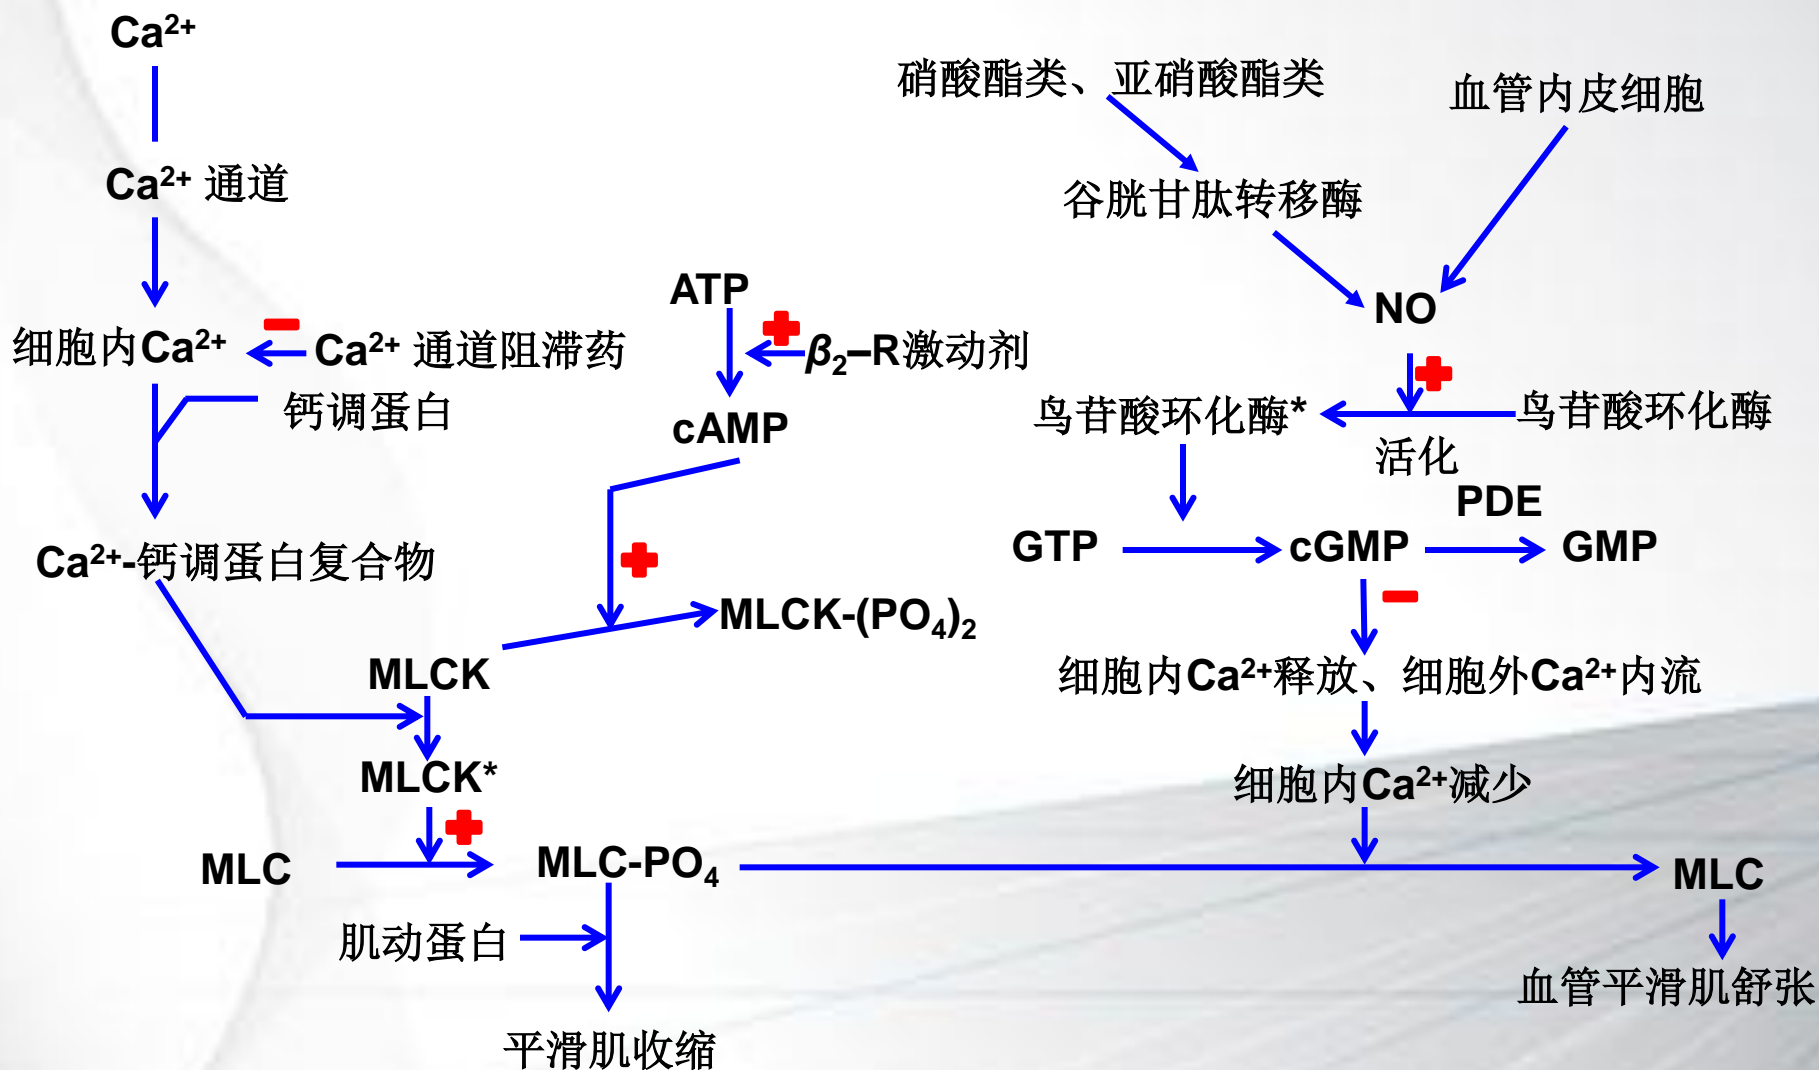 Ca²⁺
硝酸酯类、亚硝酸酯类
血管内皮细胞
Ca²⁺ 通道
谷胱甘肽转移酶
ATP
NO
细胞内Ca²⁺
Ca²⁺ 通道阻滞药
β₂–R激动剂
钙调蛋白
cAMP
鸟苷酸环化酶*
鸟苷酸环化酶
活化
PDE
GTP
cGMP
GMP
Ca²⁺-钙调蛋白复合物
MLCK-(PO₄)₂
MLCK
细胞内Ca²⁺释放、细胞外Ca²⁺内流
MLCK*
细胞内Ca²⁺减少
MLC
MLC-PO₄
MLC
肌动蛋白
血管平滑肌舒张
平滑肌收缩